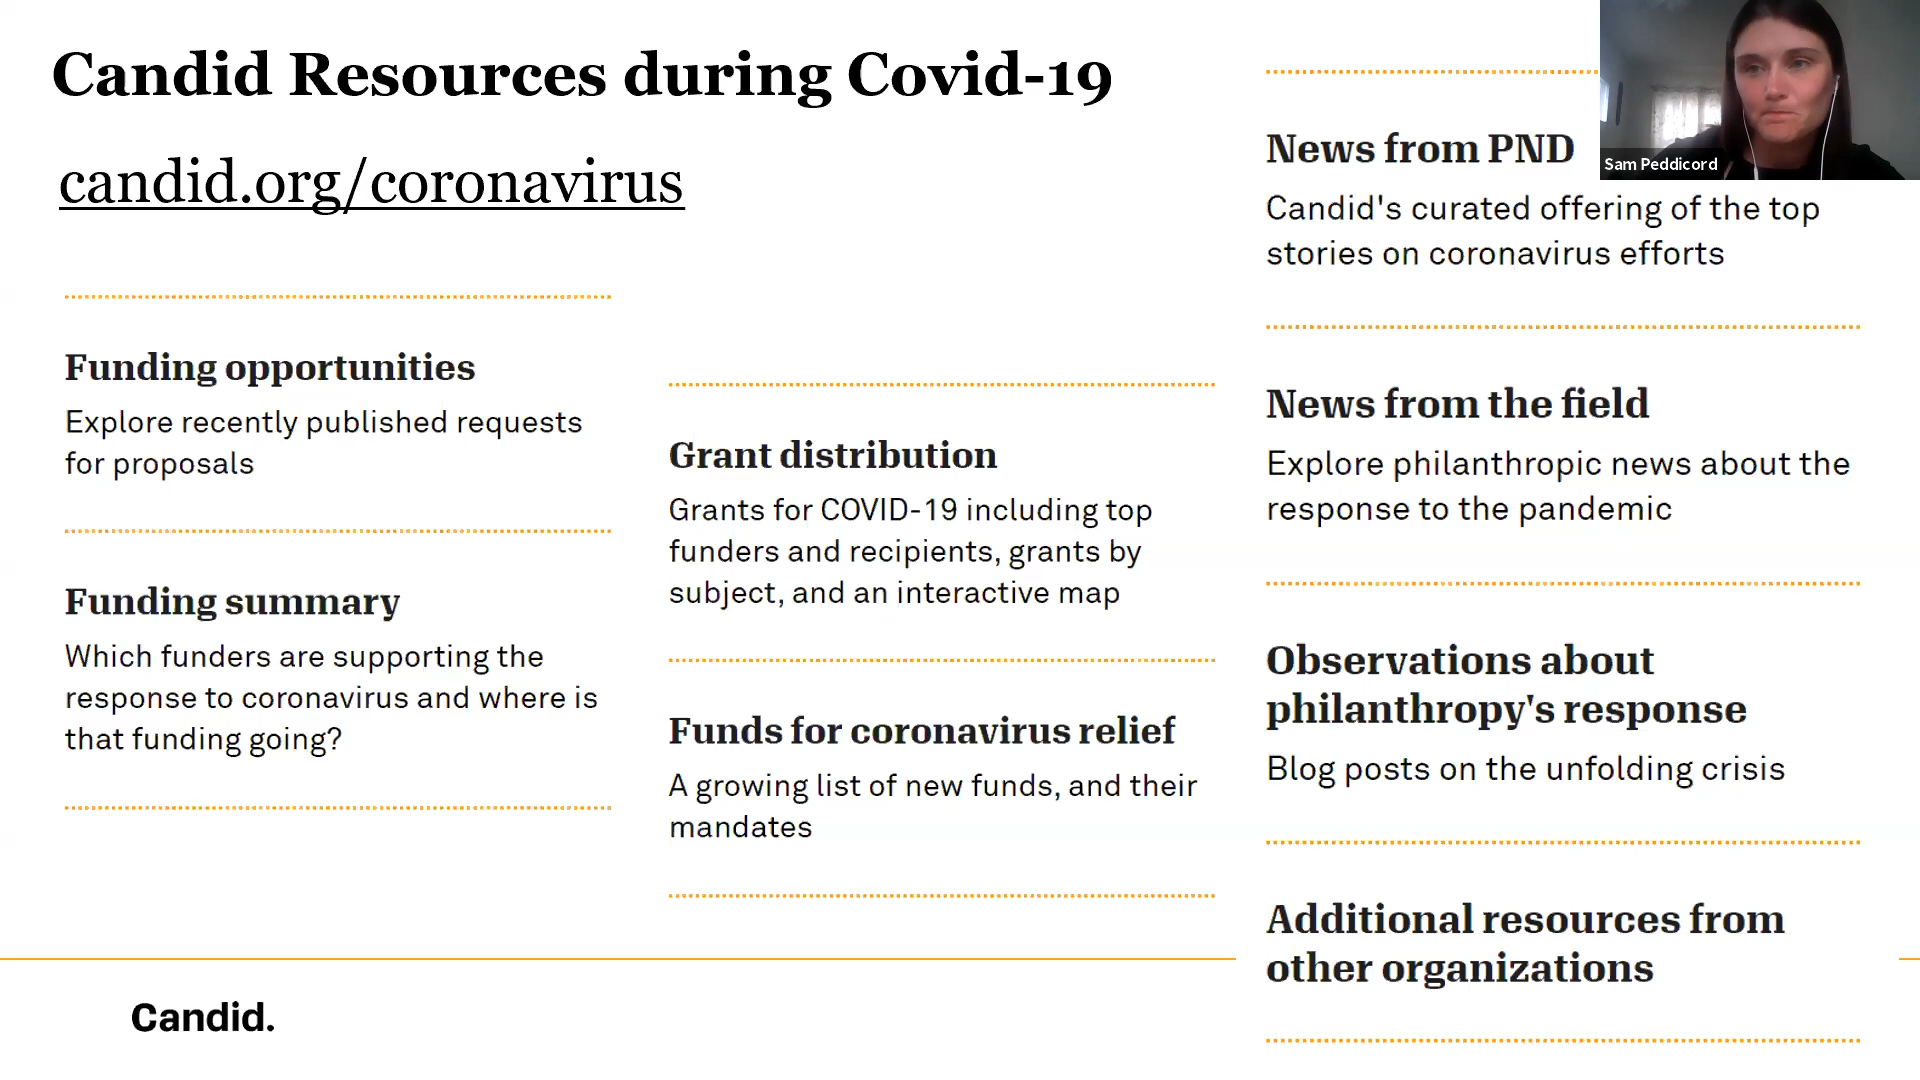 Candid Resources during Covid-19
candid.org/coronavirus
Funding opportunities
Explore recently published requests
for proposals
Funding summary
Which funders are supporting the
response to coronavirus and where is
that funding going?
Grant distribution
Grants for COVID-19 including top
funders and recipients, grants by
subject, and an interactive map
Funds for coronavirus relief
A growing list of new funds, and their
mandates
News from PND
Candid's curated offering of the top
stories on coronavirus efforts
News from the field
Explore philanthropic news about the
response to the pandemic
Observations about
philanthropy's response
Blog posts on the unfolding crisis
Additional resources from
other organizations
Sam Peddicord
Candid.